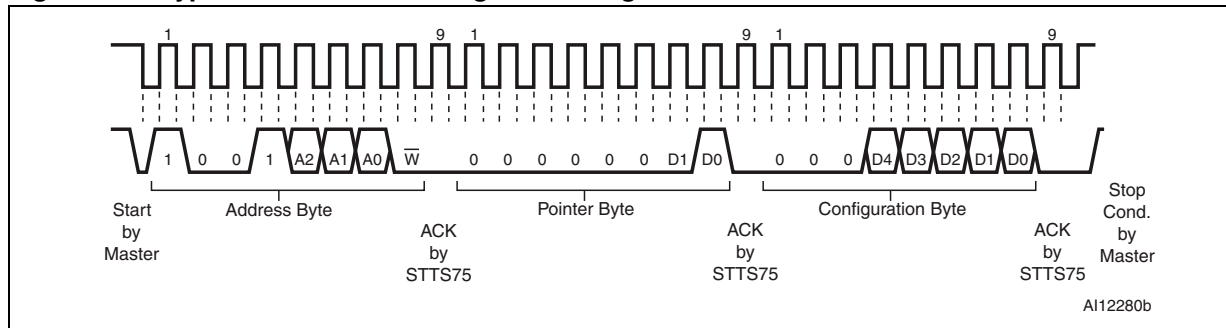 1 9 1 9 1 9
1 0 0 1 A2 A1 A0 W 0 0 0 0 0 0 D1 D0 0 0 0 D4 D3 D2 D1 D0
Start
by
Master
Address Byte
ACK
by
STTS75
Pointer Byte
ACK
by
STTS75
Configuration Byte
ACK
by
STTS75
Stop
Cond.
by
Master
AI12280b